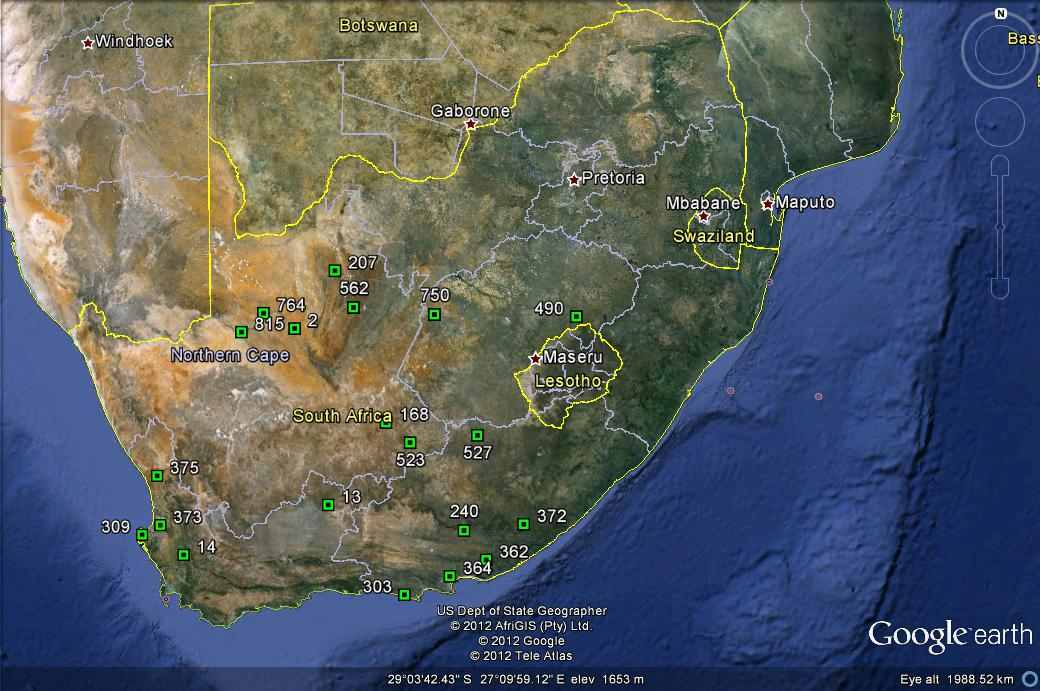 N
Botswana
Bas
Windhoek
Gaborone
Pretoria
Mbabane
Maputo
Swaziland
207
562
764
750
490
815
2
Northern Cape
Maseru
Lesotho
South Africa
168
523
527
375
13
373
309
240
372
14
362
364
303
US Dept of State Geographer
© 2012 AfriGIS (Pty) Ltd.
© 2012 Google
© 2012 Tele Atlas
Google earth
29°03'42.43" S 27°09'59.12" E elev 1653 m
Eye alt 1988.52 km